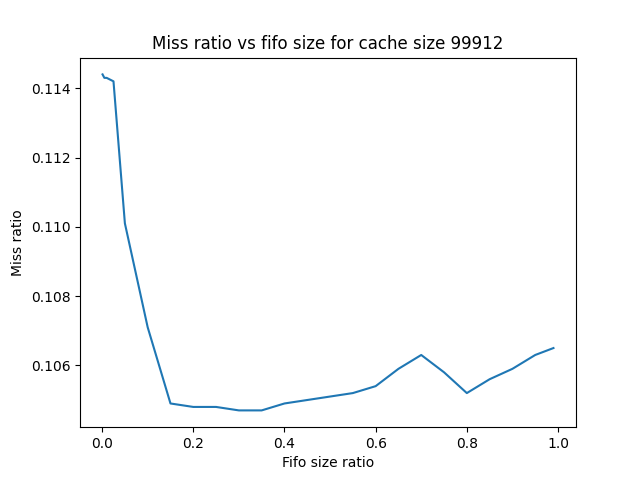 Miss ratio vs fifo size for cache size 99912
0.114
0.112
0.110
0.108
0.106
Miss ratio
0.0 0.2 0.4 0.6 0.8 1.0
Fifo size ratio